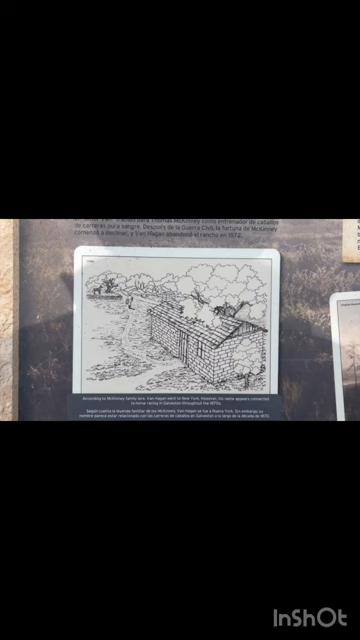 Thomas McKinney como entrenador de caballos
de carreras pura sangre. Después de la Guerra Civil, la fortuna de McKinney
comenzó a declinar, y Van Hagan abandonó el rancho en 1872.
According to McKinney family lore, Van Hagan went to New York. However, his name appears connected
to horse racing in Galveston throughout the 1870s.
Según cuenta la leyenda familiar de los McKinney, Van Hagan se fue a Nueva York. Sin embargo, su
nombre parece estar relacionado con las carreras de caballos en Galveston a lo largo de la década de 1870.
InShOt